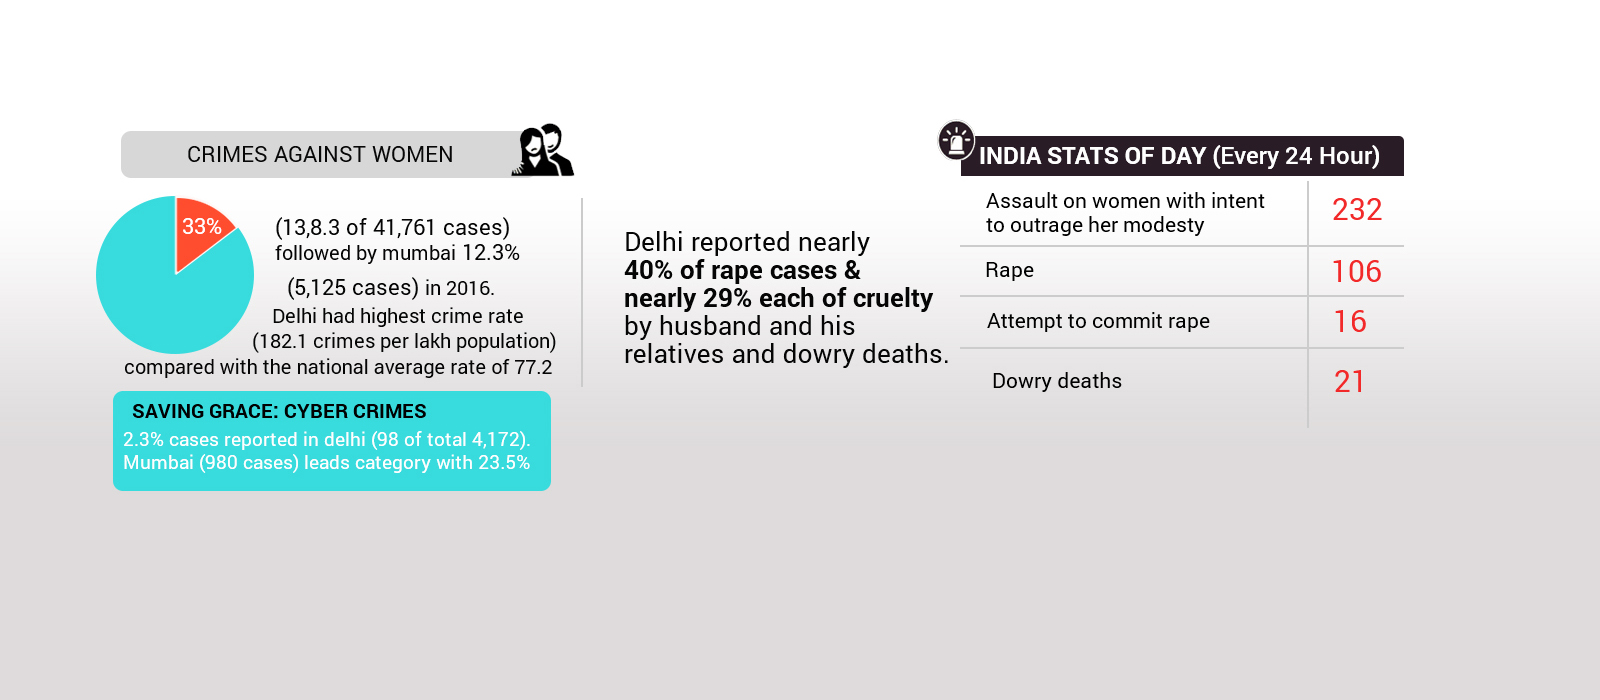 CRIMES AGAINST WOMEN
33%
(13,8.3 of 41,761 cases)
followed by mumbai 12.3%
(5,125 cases) in 2016.
Delhi had highest crime rate
(182.1 crimes per lakh population)
compared with the national average rate of 77.2
SAVING GRACE: CYBER CRIMES
2.3% cases reported in delhi (98 of total 4,172).
Mumbai (980 cases) leads category with 23.5%
Delhi reported nearly
40% of rape cases &
nearly 29% each of cruelty
by husband and his
relatives and dowry deaths.
INDIA STATS OF DAY (Every 24 Hour)
Assault on women with intent
to outrage her modesty
232
Rape
106
Attempt to commit rape
16
Dowry deaths
21